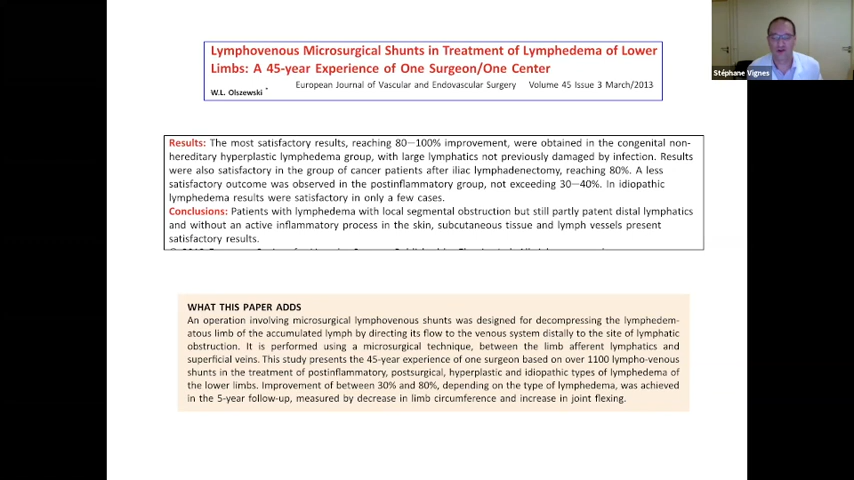 Lymphovenous Microsurgical Shunts in Treatment of Lymphedema of Lower
Limbs: A 45-year Experience of One Surgeon/One Center
European Journal of Vascular and Endovascular Surgery Volume 45 Issue 3 March/2013
W.L. Olszewski *
Stéphane Vignes
Results: The most satisfactory results, reaching 80–100% improvement, were obtained in the congenital non-
hereditary hyperplastic lymphedema group, with large lymphatics not previously damaged by infection. Results
were also satisfactory in the group of cancer patients after iliac lymphadenectomy, reaching 80%. A less
satisfactory outcome was observed in the postinflammatory group, not exceeding 30–40%. In idiopathic
lymphedema results were satisfactory in only a few cases.
Conclusions: Patients with lymphedema with local segmental obstruction but still partly patent distal lymphatics
and without an active inflammatory process in the skin, subcutaneous tissue and lymph vessels present
satisfactory results.
WHAT THIS PAPER ADDS
An operation involving microsurgical lymphovenous shunts was designed for decompressing the lymphedem-
atous limb of the accumulated lymph by directing its flow to the venous system distally to the site of lymphatic
obstruction. It is performed using a microsurgical technique, between the limb afferent lymphatics and
superficial veins. This study presents the 45-year experience of one surgeon based on over 1100 lympho-venous
shunts in the treatment of postinflammatory, postsurgical, hyperplastic and idiopathic types of lymphedema of
the lower limbs. Improvement of between 30% and 80%, depending on the type of lymphedema, was achieved
in the 5-year follow-up, measured by decrease in limb circumference and increase in joint flexing.